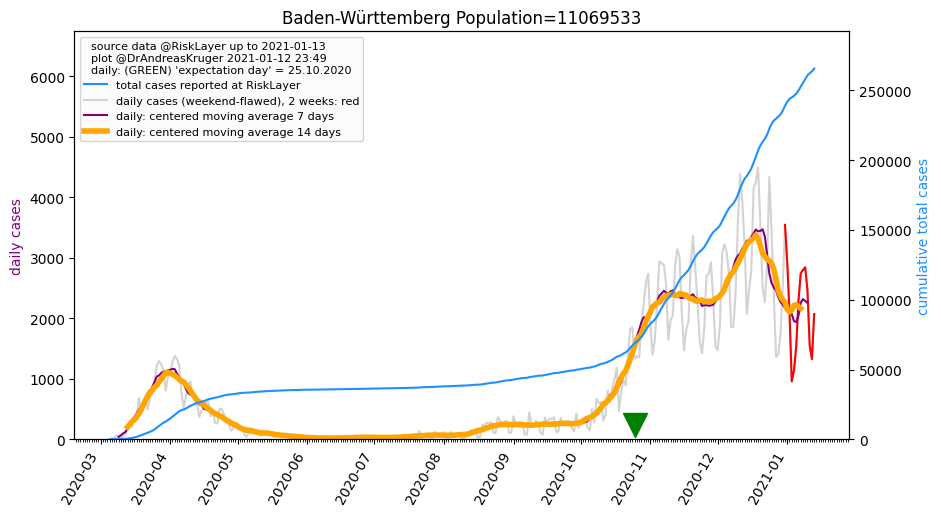 Baden-Württemberg Population=11069533
source data @RiskLayer up to 2021-01-13
plot @DrAndreasKruger 2021-01-12 23:49
daily: (GREEN) 'expectation day' = 25.10.2020
total cases reported at RiskLayer
daily cases (weekend-flawed), 2 weeks: red
daily: centered moving average 7 days
daily: centered moving average 14 days
daily cases
6000
5000
4000
3000
2000
1000
0
250000
200000
150000
100000
50000
0
cumulative total cases
2020-03
2020-04
2020-05
2020-06
2020-07
2020-08
2020-09
2020-10
2020-11
2020-12
2021-01